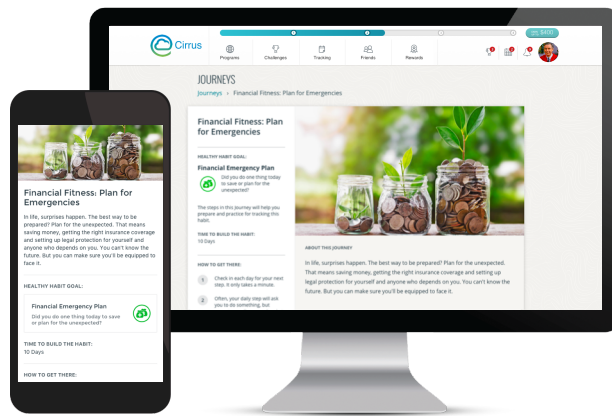 Cirrus
$400
Programs
Challenges
Tracking
Friends
Rewards
JOURNEYS
Journeys > Financial Fitness: Plan for Emergencies
Financial Fitness: Plan
for Emergencies
HEALTHY HABIT GOAL:
Financial Emergency Plan
Did you do one thing today
to save or plan for the
unexpected?
The steps in this Journey will help you
prepare and practice for tracking this
habit.
TIME TO BUILD THE HABIT:
10 Days
HOW TO GET THERE:
1 Check in each day for your next
step. It only takes a minute.
2 Often, your daily step will ask
you to do something, but
ABOUT THIS JOURNEY
In life, surprises happen. The best way to be prepared? Plan for the unexpected.
That means saving money, getting the right insurance coverage and setting up
legal protection for yourself and anyone who depends on you. You can't know the
future. But you can make sure you'll be equipped to face it.
Financial Fitness: Plan for
Emergencies
In life, surprises happen. The best way to be
prepared? Plan for the unexpected. That means
saving money, getting the right insurance coverage
and setting up legal protection for yourself and
anyone who depends on you. You can't know the
future. But you can make sure you'll be equipped to
face it.
HEALTHY HABIT GOAL:
Financial Emergency Plan
Did you do one thing today to save
or plan for the unexpected?
TIME TO BUILD THE HABIT:
10 Days
HOW TO GET THERE: